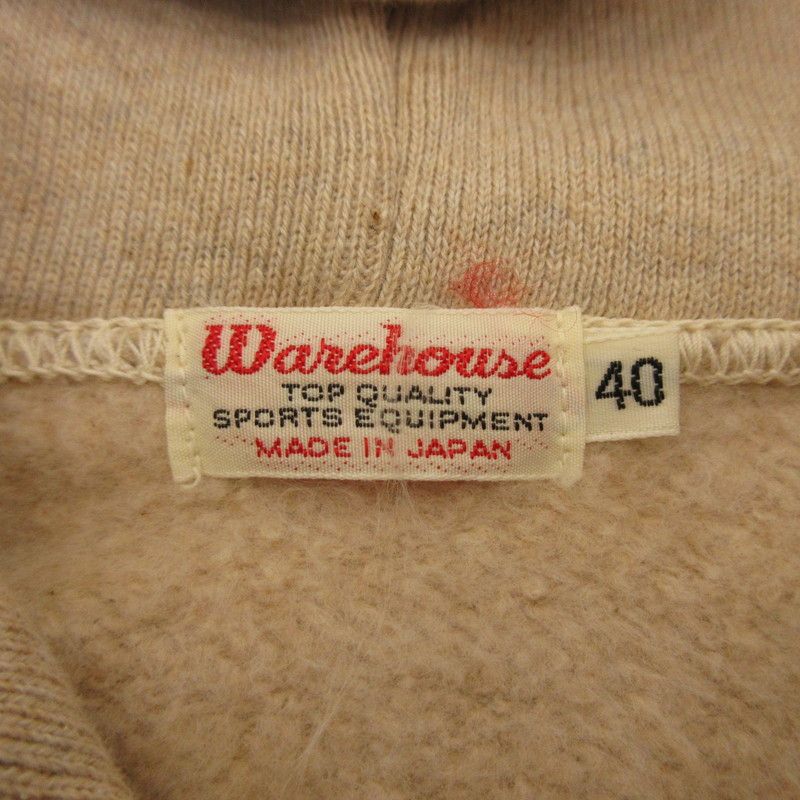 Warehouse
TOP QUALITY
SPORTS EQUIPMENT
MADE IN JAPAN
40